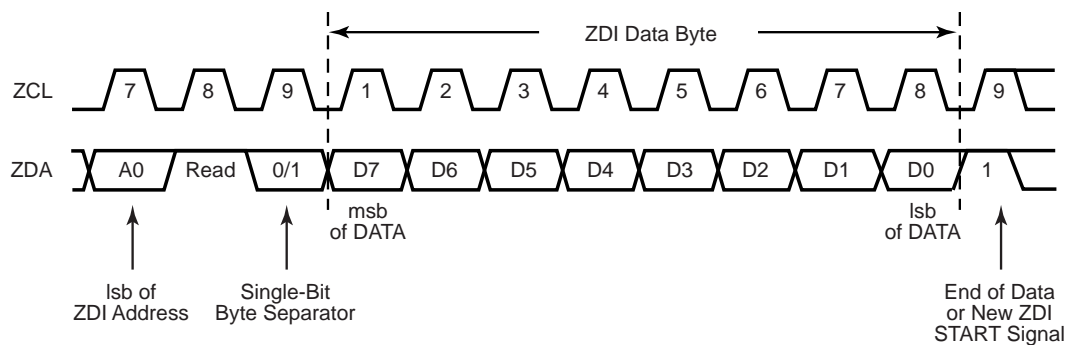 ZDI Data Byte
ZCL
7 8 9 1 2 3 4 5 6 7 8 9
ZDA
A0 Read 0/1 D7 D6 D5 D4 D3 D2 D1 D0 1
msb
of DATA
lsb
of DATA
lsb of
ZDI Address
Single-Bit
Byte Separator
End of Data
or New ZDI
START Signal